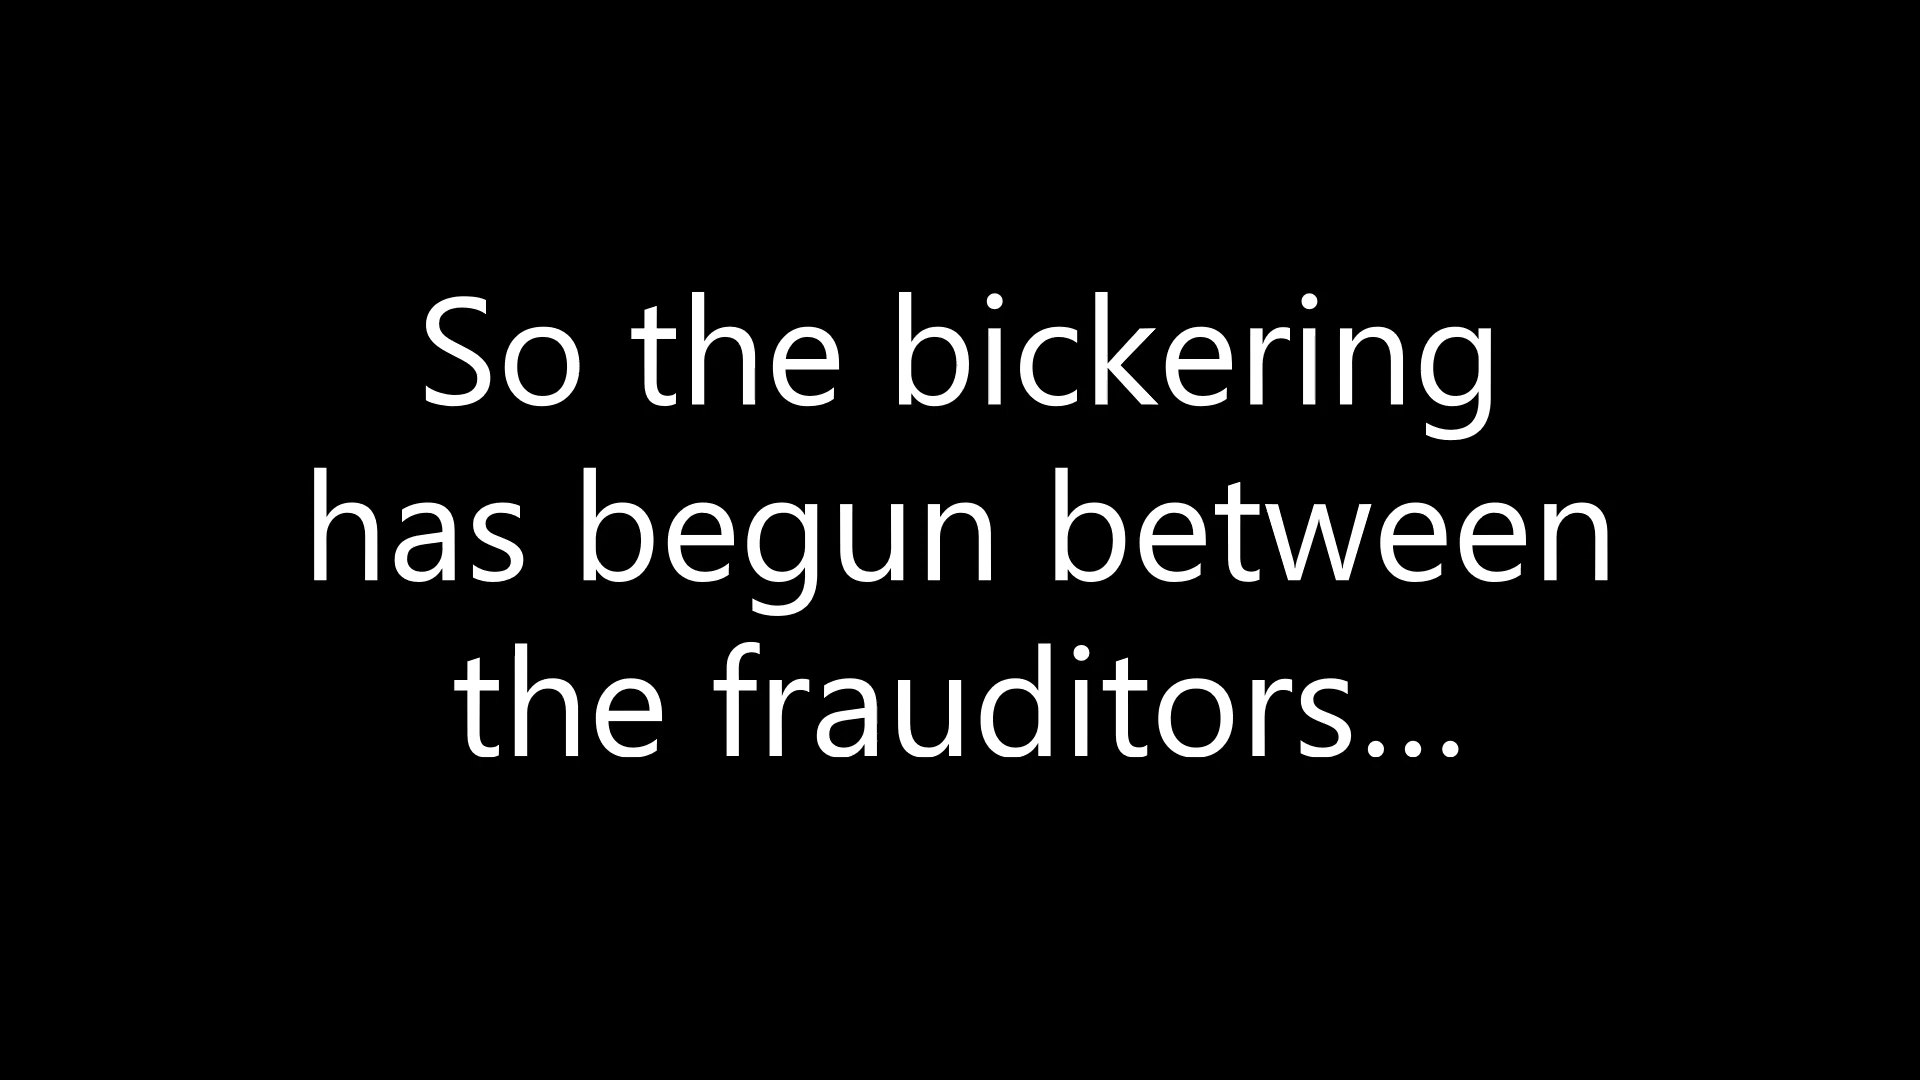 So the bickering
has begun between
the frauditors...